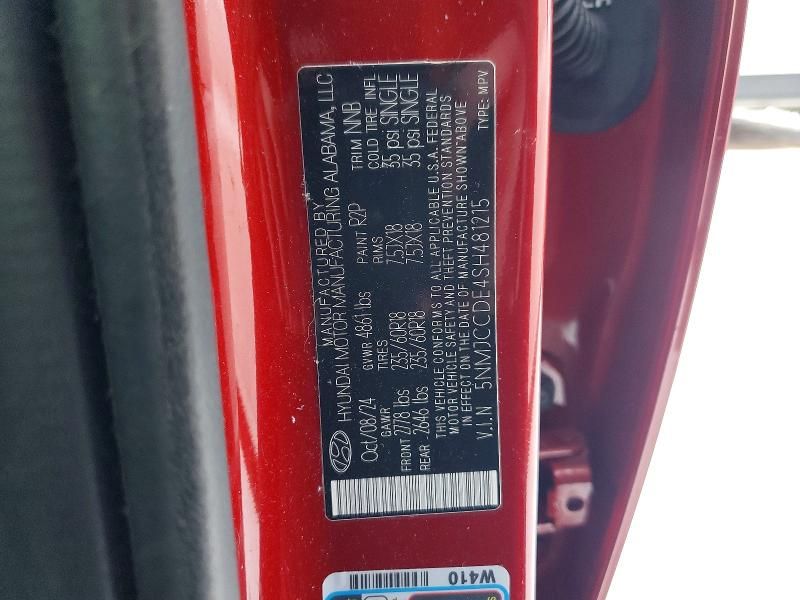 MANUFACTURED BY
HYUNDAI MOTOR MANUFACTURING ALABAMA, LLC
Oct/08/24 GVWR 4861 lbs PAINT R2P TRIM NNB
GAWR TIRES RIMS COLD TIRE INFL
FRONT 2778 lbs 235/60R18 7.5JX18 35 psi SINGLE
REAR 2646 lbs 235/60R18 7.5JX18 35 psi SINGLE
THIS VEHICLE CONFORMS TO ALL APPLICABLE U.S.A. FEDERAL
MOTOR VEHICLE SAFETY AND THEFT PREVENTION STANDARDS
IN EFFECT ON THE DATE OF MANUFACTURE SHOWN ABOVE
V.I.N 5NMJCCDE4SH481215 TYPE: MPV
W410